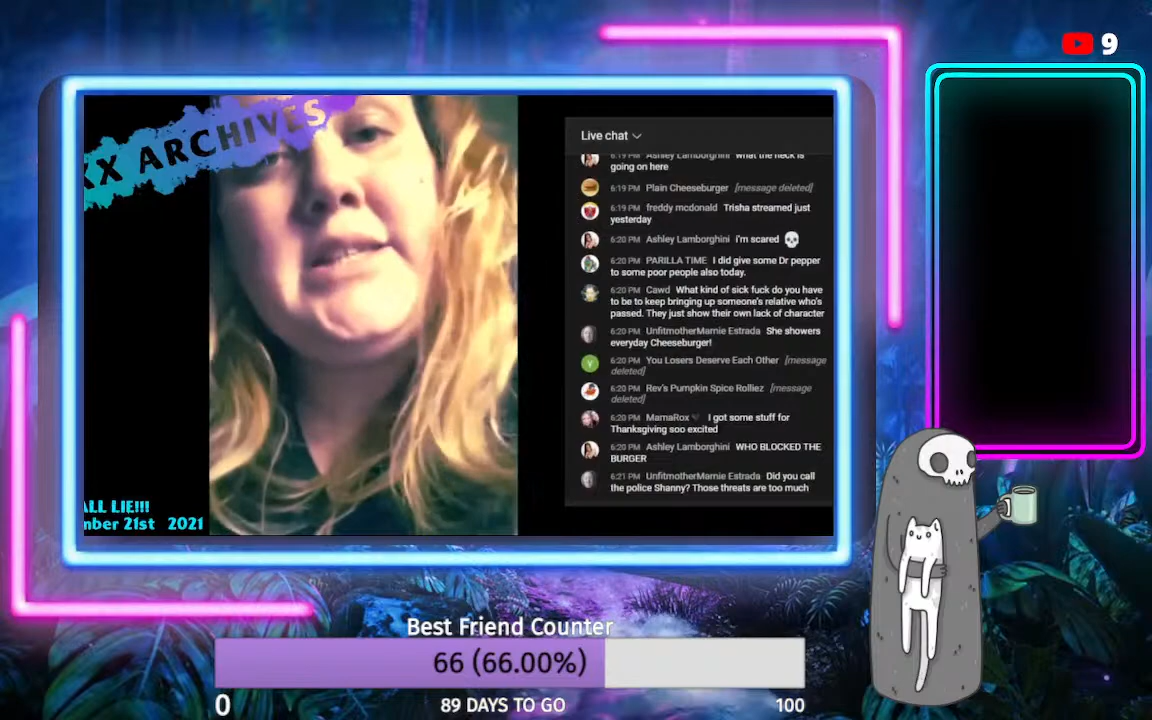 9
XX ARCHIVES
Live chat
6:19 PM Ashley Lamborghini What the heck is
going on here
6:19 PM Plain Cheeseburger [message deleted]
6:19 PM freddy mcdonald Trisha streamed just
yesterday
6:20 PM Ashley Lamborghini i'm scared 💀
6:20 PM PARILLA TIME I did give some Dr pepper
to some poor people also today.
6:20 PM Cawd What kind of sick fuck do you have
to be to keep bringing up someone's relative who's
passed. They just show their own lack of character
6:20 PM UnfitmotherMarnie Estrada She showers
everyday Cheeseburger!
6:20 PM You Losers Deserve Each Other [message
deleted]
6:20 PM Rev's Pumpkin Spice Rolliez [message
deleted]
6:20 PM MamaRox I got some stuff for
Thanksgiving soo excited
6:20 PM Ashley Lamborghini WHO BLOCKED THE
BURGER
6:21 PM UnfitmotherMarnie Estrada Did you call
the police Shanny? Those threats are too much
ALL LIE!!!
mber 21st 2021
Best Friend Counter
66 (66.00%)
0 89 DAYS TO GO 100